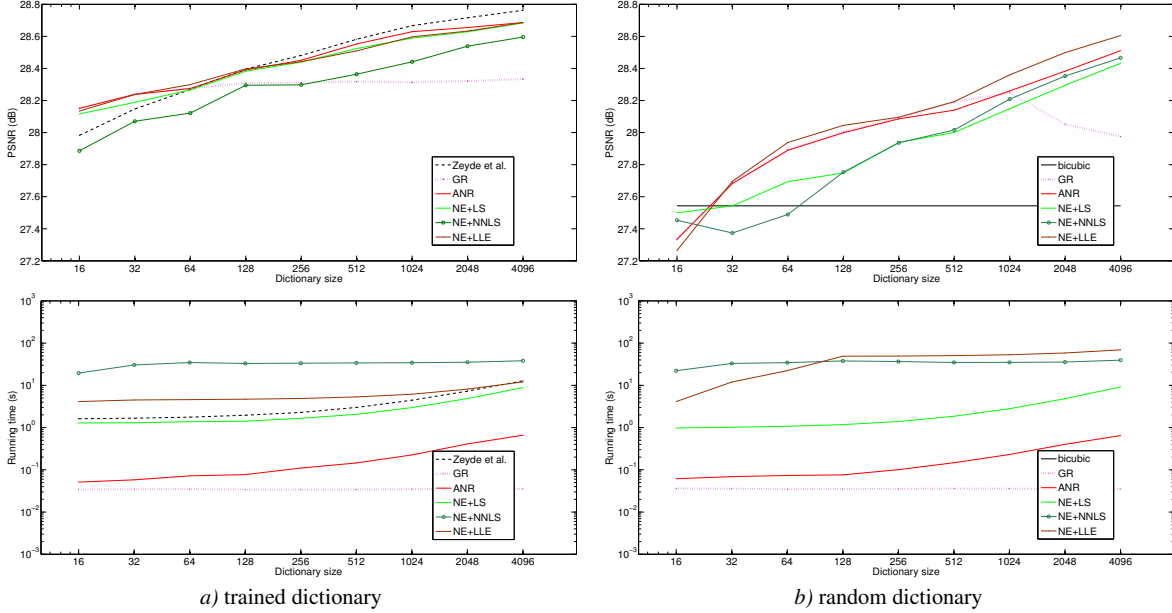 28.8
28.6
28.4
28.2
28
27.8
27.6
27.4
27.2
PSNR (dB)
16 32 64 128 256 512 1024 2048 4096
Dictionary size
Zeyde et al.
GR
ANR
NE+LS
NE+NNLS
NE+LLE
28.8
28.6
28.4
28.2
28
27.8
27.6
27.4
27.2
PSNR (dB)
16 32 64 128 256 512 1024 2048 4096
Dictionary size
bicubic
GR
ANR
NE+LS
NE+NNLS
NE+LLE
10³
10²
10¹
10⁰
10⁻¹
10⁻²
10⁻³
Running time (s)
16 32 64 128 256 512 1024 2048 4096
Dictionary size
Zeyde et al.
GR
ANR
NE+LS
NE+NNLS
NE+LLE
10³
10²
10¹
10⁰
10⁻¹
10⁻²
10⁻³
Running time (s)
16 32 64 128 256 512 1024 2048 4096
Dictionary size
bicubic
GR
ANR
NE+LS
NE+NNLS
NE+LLE
a) trained dictionary
b) random dictionary